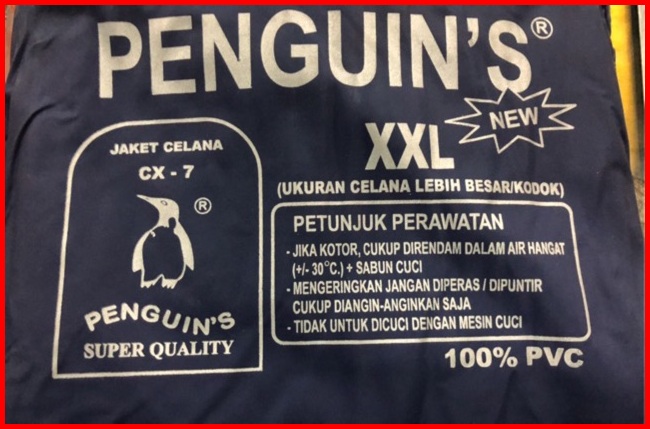 PENGUIN'S®
NEW
XXL
(UKURAN CELANA LEBIH BESAR/KODOK)
JAKET CELANA
CX - 7
®
PENGUIN'S
SUPER QUALITY
PETUNJUK PERAWATAN
- JIKA KOTOR, CUKUP DIRENDAM DALAM AIR HANGAT
(+/- 30°C.) + SABUN CUCI
- MENGERINGKAN JANGAN DIPERAS / DIPUNTIR
CUKUP DIANGIN-ANGINKAN SAJA
- TIDAK UNTUK DICUCI DENGAN MESIN CUCI
100% PVC